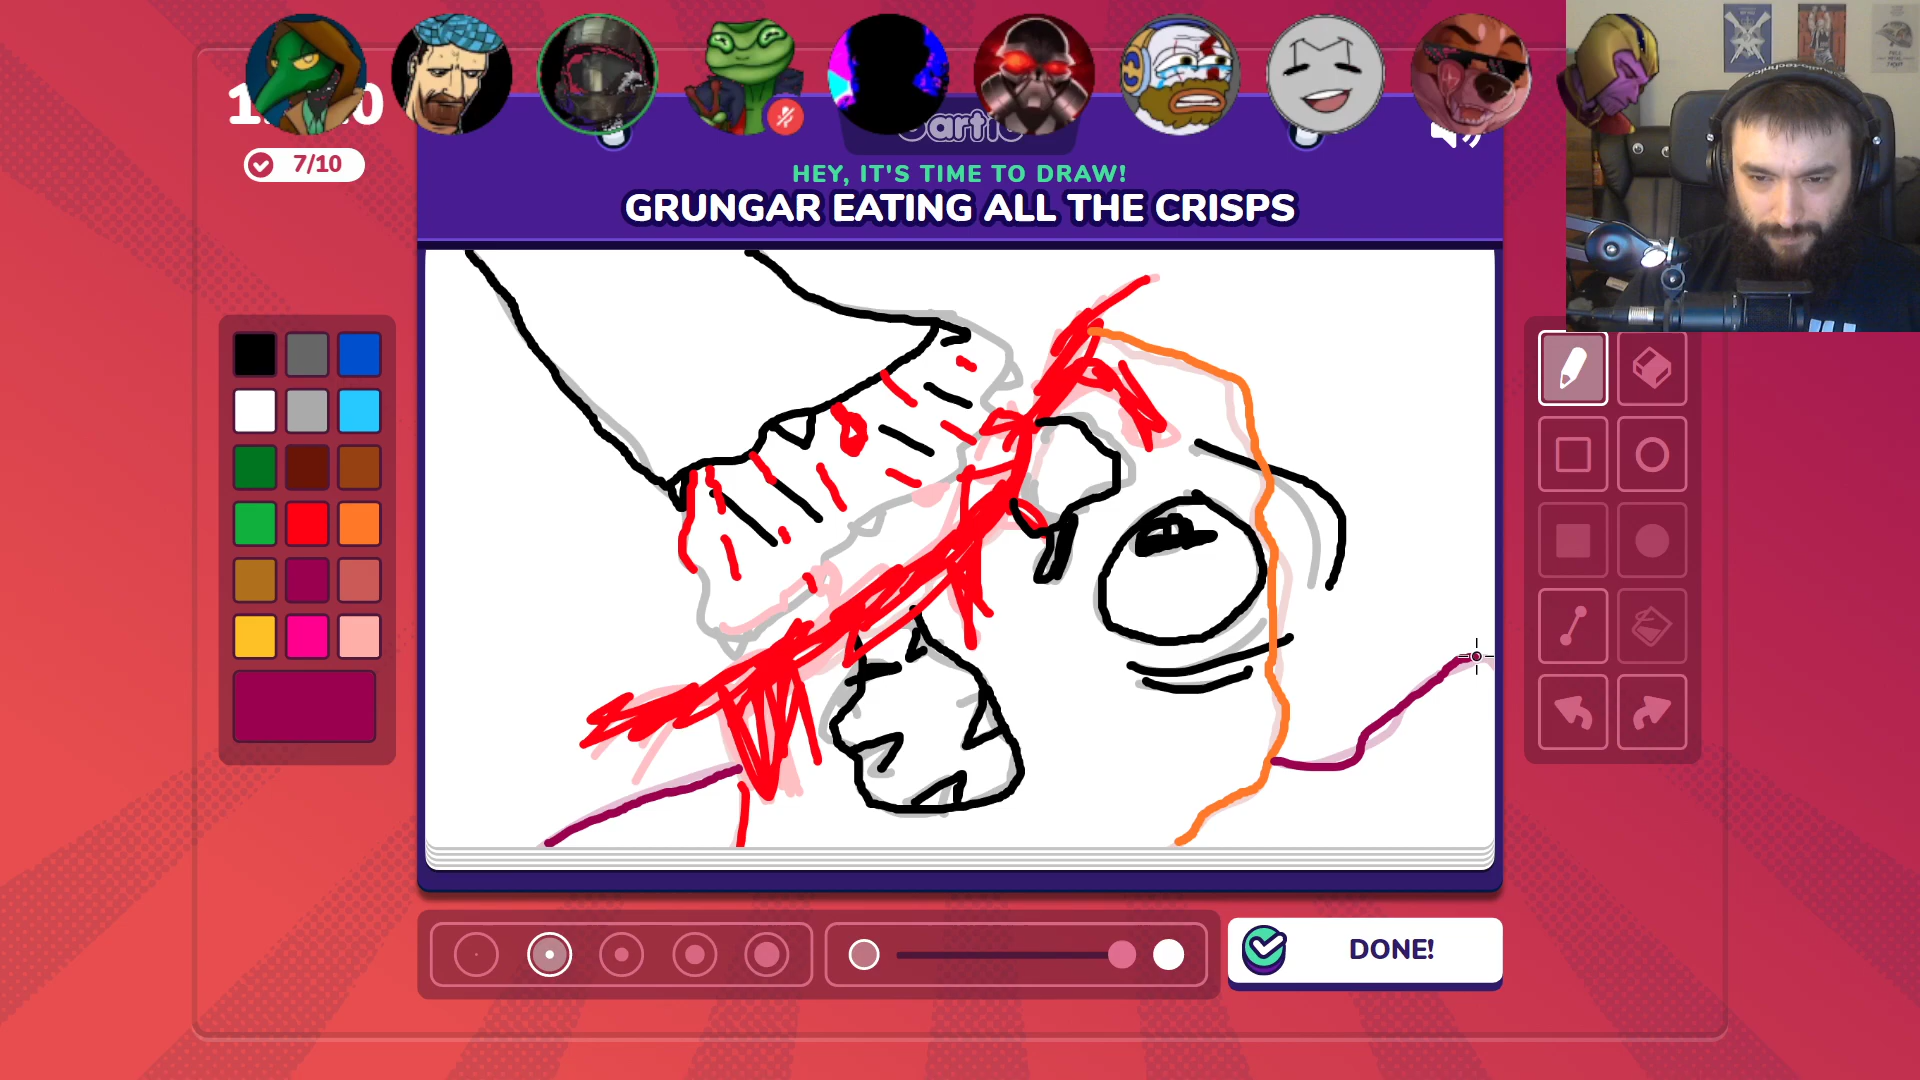 7/10
HEY, IT'S TIME TO DRAW!
GRUNGAR EATING ALL THE CRISPS
DONE!